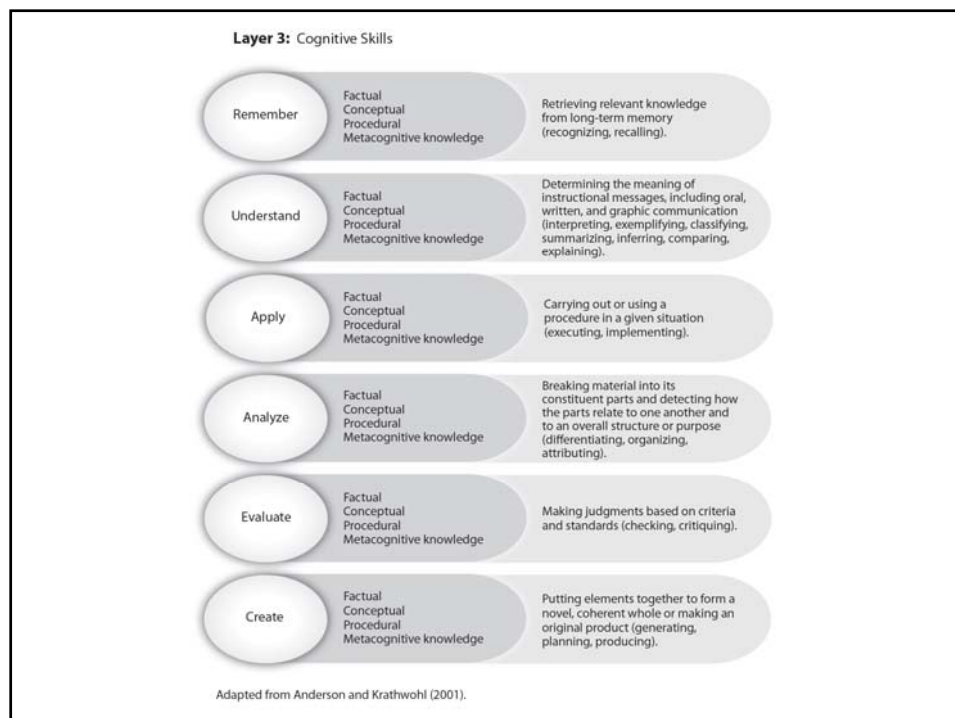 Layer 3: Cognitive Skills
Remember
Factual
Conceptual
Procedural
Metacognitive knowledge
Retrieving relevant knowledge
from long-term memory
(recognizing, recalling).
Understand
Factual
Conceptual
Procedural
Metacognitive knowledge
Determining the meaning of
instructional messages, including oral,
written, and graphic communication
(interpreting, exemplifying, classifying,
summarizing, inferring, comparing,
explaining).
Apply
Factual
Conceptual
Procedural
Metacognitive knowledge
Carrying out or using a
procedure in a given situation
(executing, implementing).
Analyze
Factual
Conceptual
Procedural
Metacognitive knowledge
Breaking material into its
constituent parts and detecting how
the parts relate to one another and
to an overall structure or purpose
(differentiating, organizing,
attributing).
Evaluate
Factual
Conceptual
Procedural
Metacognitive knowledge
Making judgments based on criteria
and standards (checking, critiquing).
Create
Factual
Conceptual
Procedural
Metacognitive knowledge
Putting elements together to form a
novel, coherent whole or making an
original product (generating,
planning, producing).
Adapted from Anderson and Krathwohl (2001).